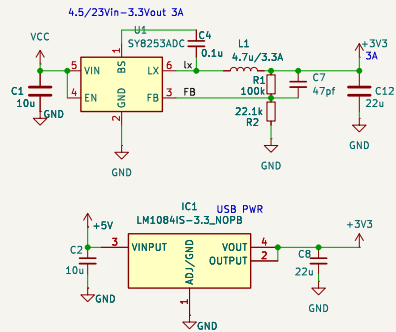 4.5/23Vin-3.3Vout 3A
VCC
U1
SY8253ADC
C4
0.1u
L1
4.7u/3.3A
+3V3
3A
5
VIN
BS
1
LX
6
lx
4
EN
GND
2
FB
3
FB
R1
100k
C7
47pf
C12
22u
C1
10u
GND
22.1k
R2
GND
GND
GND
IC1
USB PWR
LM1084IS-3.3_NOPB
+5V
+3V3
3
VINPUT
VOUT
4
OUTPUT
2
ADJ/GND
1
C2
10u
C8
22u
GND
GND
GND